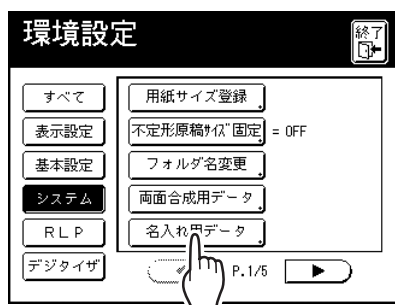 環境設定
終了
すべて
用紙サイズ登録
表示設定
不定形原稿ｻｲｽﾞ固定 = OFF
基本設定
フォルダ名変更
システム
両面合成用データ
RLP
名入れ用データ
デジタイザ
P.1/5